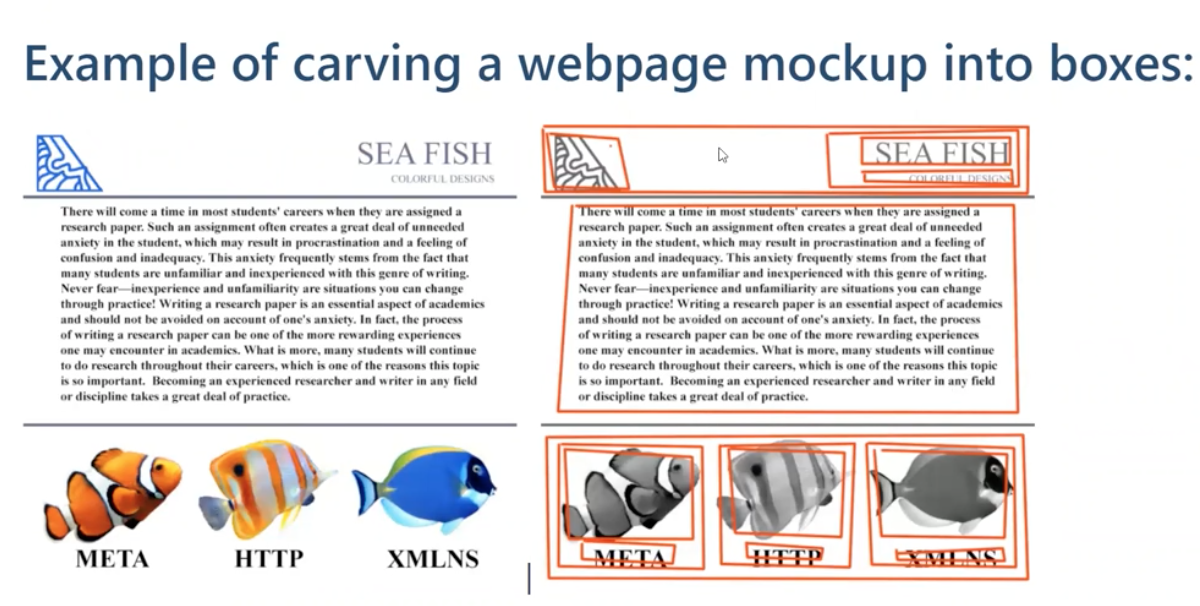 Example of carving a webpage mockup into boxes:
SEA FISH
COLORFUL DESIGNS
There will come a time in most students' careers when they are assigned a
research paper. Such an assignment often creates a great deal of unneeded
anxiety in the student, which may result in procrastination and a feeling of
confusion and inadequacy. This anxiety frequently stems from the fact that
many students are unfamiliar and inexperienced with this genre of writing.
Never fear—inexperience and unfamiliarity are situations you can change
through practice! Writing a research paper is an essential aspect of academics
and should not be avoided on account of one's anxiety. In fact, the process
of writing a research paper can be one of the more rewarding experiences
one may encounter in academics. What is more, many students will continue
to do research throughout their careers, which is one of the reasons this topic
is so important.  Becoming an experienced researcher and writer in any field
or discipline takes a great deal of practice.
META
HTTP
XMLNS
SEA FISH
COLORFUL DESIGNS
There will come a time in most students' careers when they are assigned a
research paper. Such an assignment often creates a great deal of unneeded
anxiety in the student, which may result in procrastination and a feeling of
confusion and inadequacy. This anxiety frequently stems from the fact that
many students are unfamiliar and inexperienced with this genre of writing.
Never fear—inexperience and unfamiliarity are situations you can change
through practice! Writing a research paper is an essential aspect of academics
and should not be avoided on account of one's anxiety. In fact, the process
of writing a research paper can be one of the more rewarding experiences
one may encounter in academics. What is more, many students will continue
to do research throughout their careers, which is one of the reasons this topic
is so important.  Becoming an experienced researcher and writer in any field
or discipline takes a great deal of practice.
META
HTTP
XMLNS